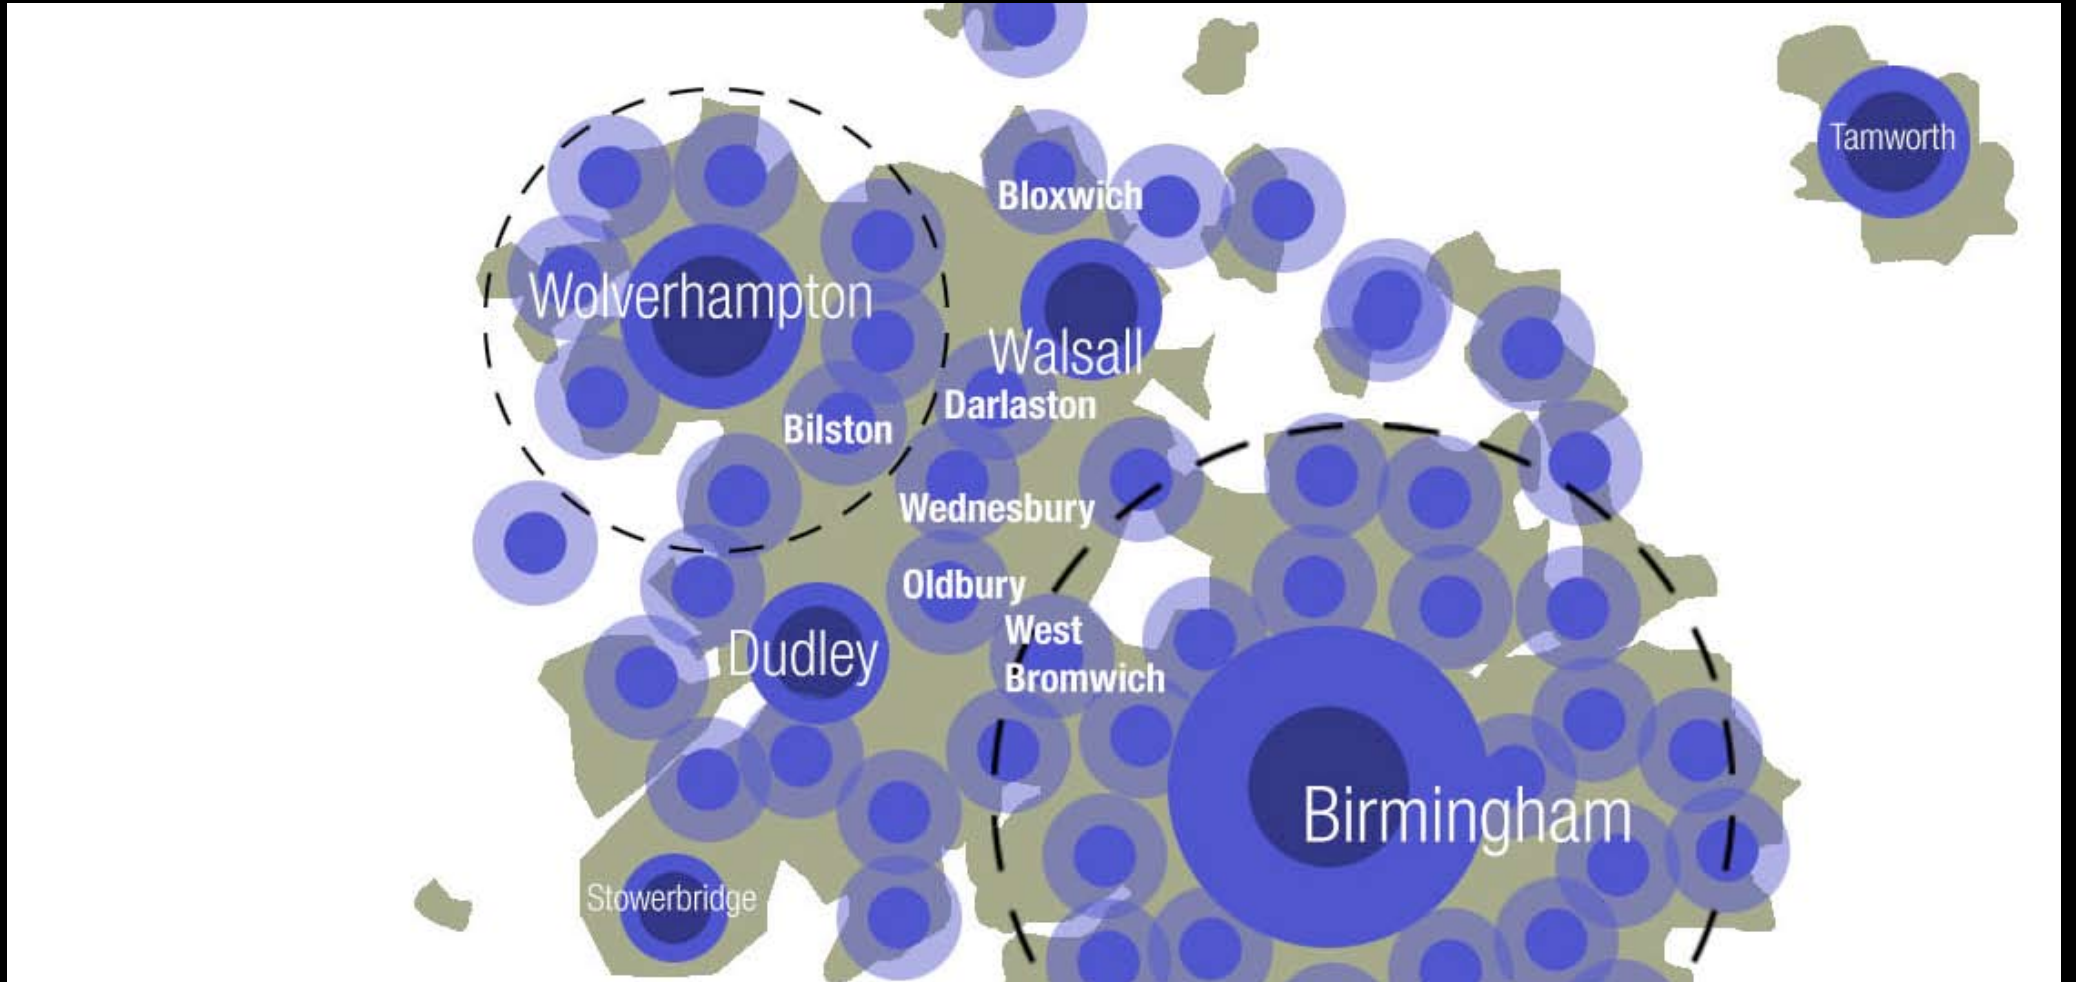 Tamworth
Bloxwich
Wolverhampton
Walsall
Darlaston
Bilston
Wednesbury
Oldbury
West
Bromwich
Dudley
Birmingham
Stowerbridge